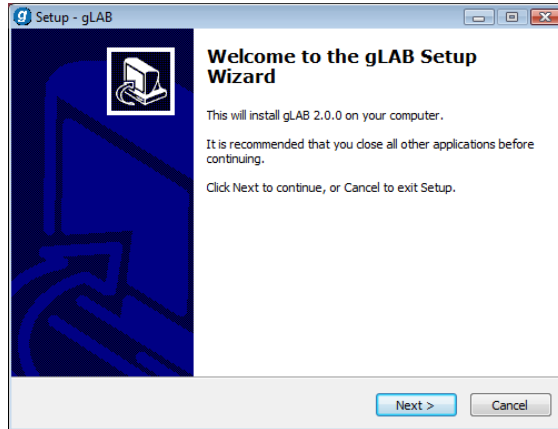 Setup - gLAB
Welcome to the gLAB Setup
Wizard
This will install gLAB 2.0.0 on your computer.
It is recommended that you close all other applications before
continuing.
Click Next to continue, or Cancel to exit Setup.
Next >
Cancel